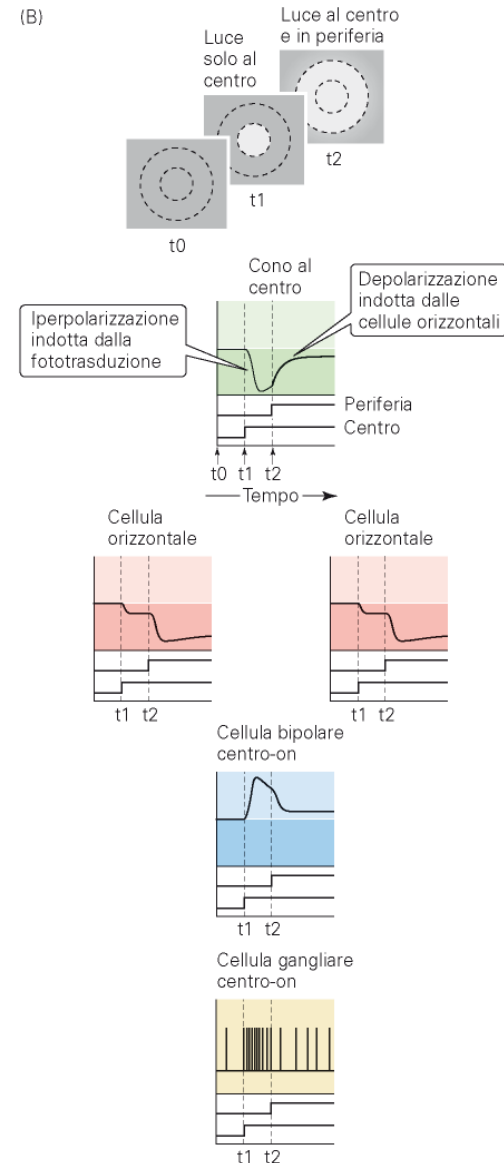 (B)
Luce al centro
e in periferia
Luce
solo al
centro
t2
t1
t0
Cono al
centro
Depolarizzazione
indotta dalle
cellule orizzontali
Iperpolarizzazione
indotta dalla
fototrasduzione
Periferia
Centro
t0 t1 t2
Tempo
Cellula
orizzontale
t1 t2
Cellula
orizzontale
t1 t2
Cellula bipolare
centro-on
t1 t2
Cellula gangliare
centro-on
t1 t2